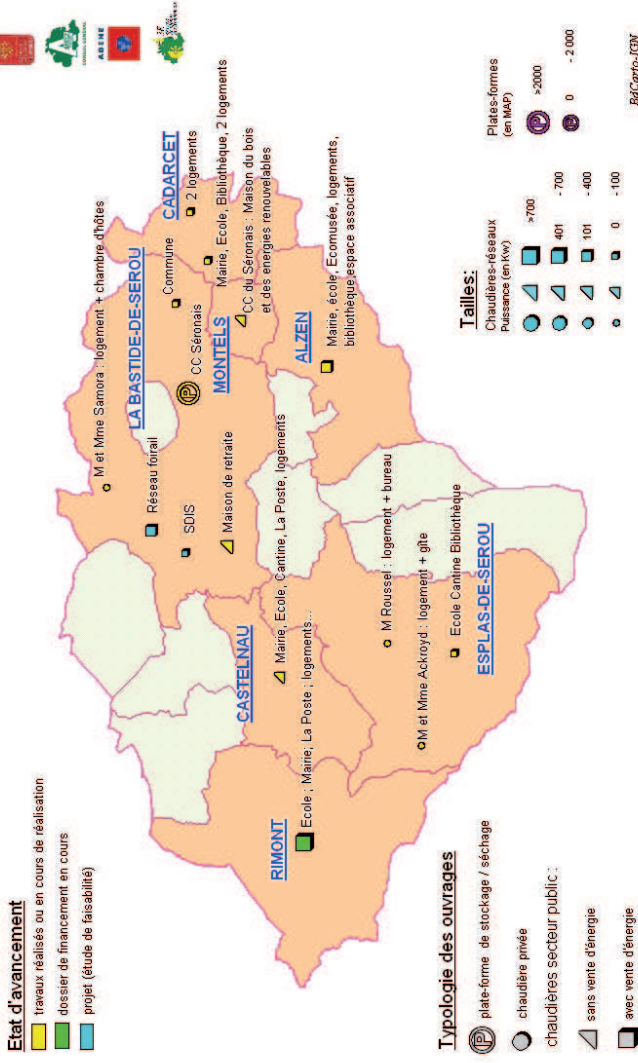 Etat d'avancement
travaux réalisés ou en cours de réalisation
dossier de financement en cours
projet (étude de faisabilité)
ADEME
M et Mme Samora : logement + chambre d'hôtes
LA BASTIDE-DE-SEROU
CADARCET
2 logements
Commune
Réseau foirail
CC Séronais
Mairie, Ecole, Bibliothèque, 2 logements
SDIS
MONTELS
CC du Séronais : Maison du bois
et des energies renouvelables
Maison de retraite
CASTELNAU
Mairie, Ecole, Cantine, La Poste, logements
ALZEN
Mairie, école, Ecomusée, logements,
bibliothèque,espace associatif
RIMONT
Ecole ; Mairie; La Poste ; logements...
M Roussel : logement + bureau
M et Mme Ackroyd : logement + gîte
Ecole Cantine Bibliothèque
ESPLAS-DE-SEROU
Typologie des ouvrages
P
plate-forme de stockage / séchage
chaudière privée
chaudières secteur public :
sans vente d'énergie
avec vente d'énergie
Tailles:
Chaudières-réseaux
Puissance (en Kw)
>700
401 - 700
101 - 400
0 - 100
Plates-formes
(en MAP)
P >2000
P 0 - 2 000
BdCarto-IGN